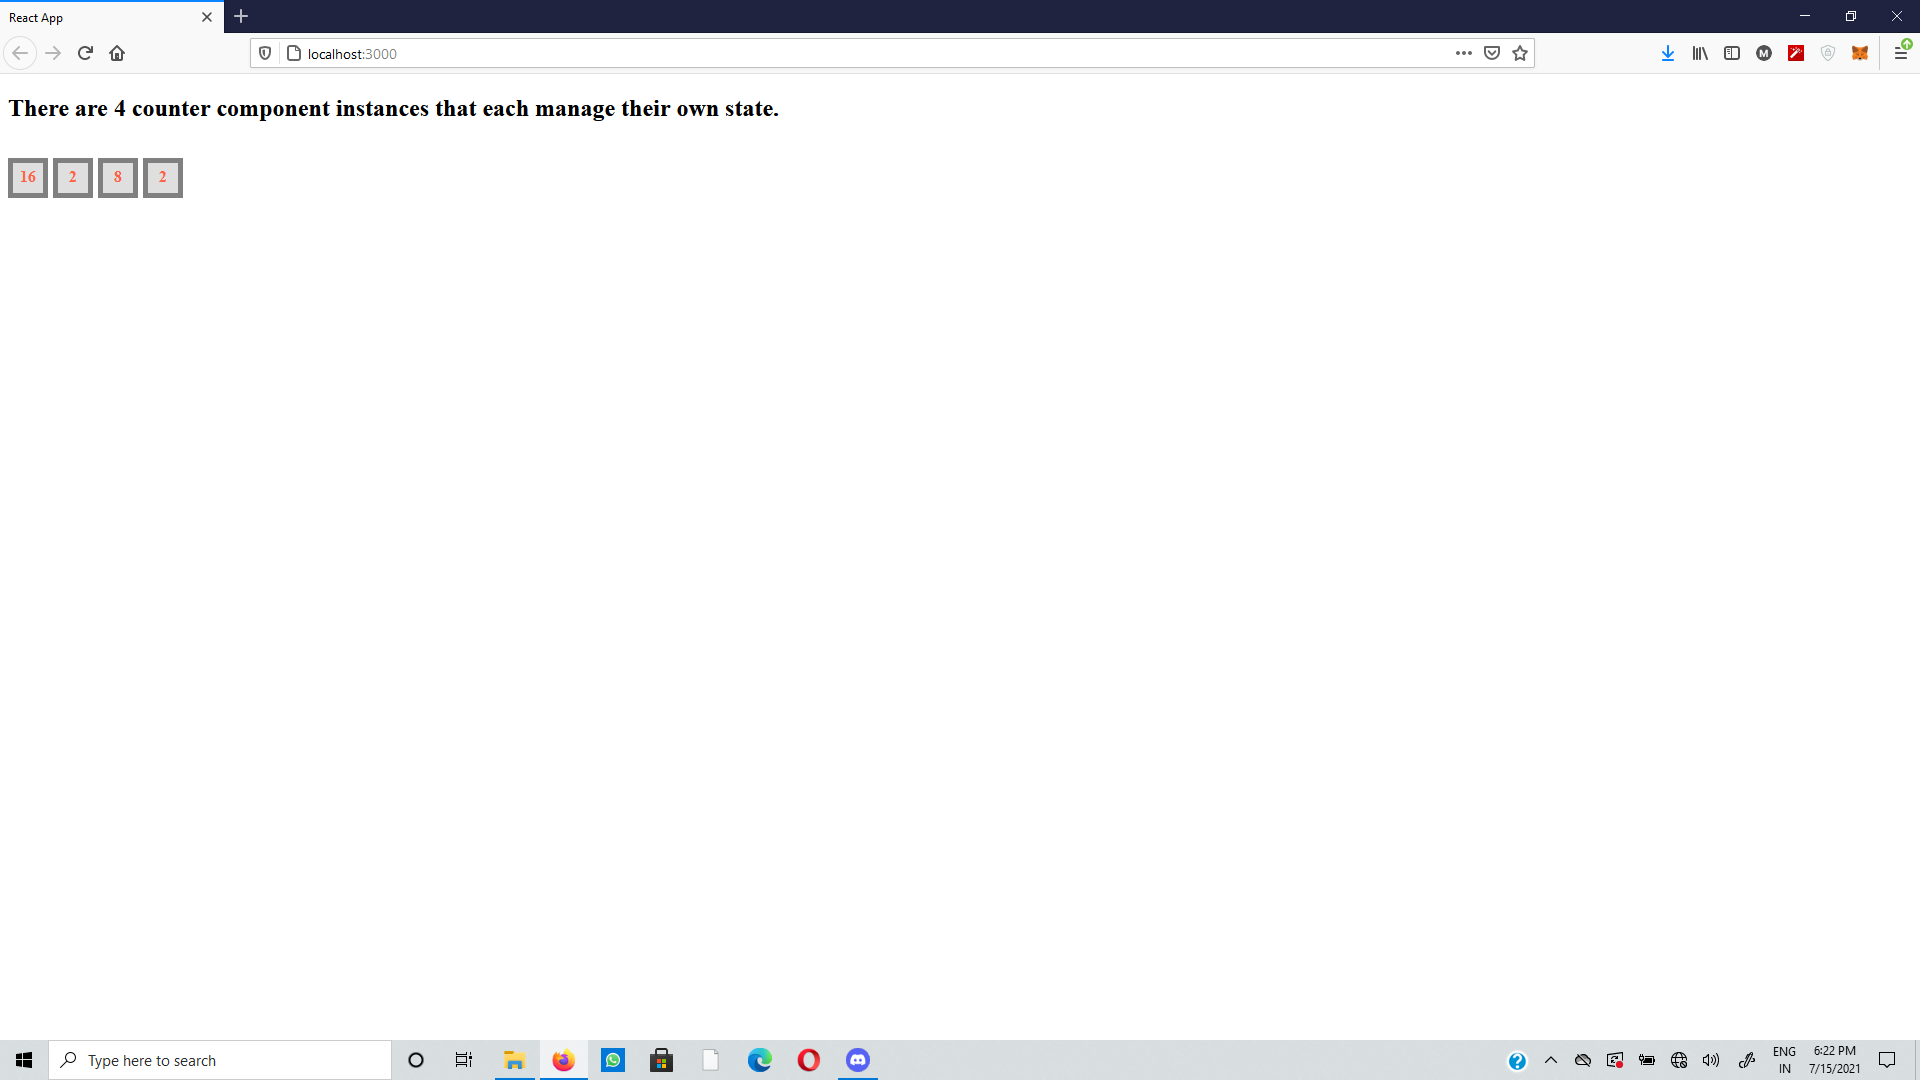 React App
localhost:3000
There are 4 counter component instances that each manage their own state.
16 2 8 2
Type here to search
ENG
IN
6:22 PM
7/15/2021